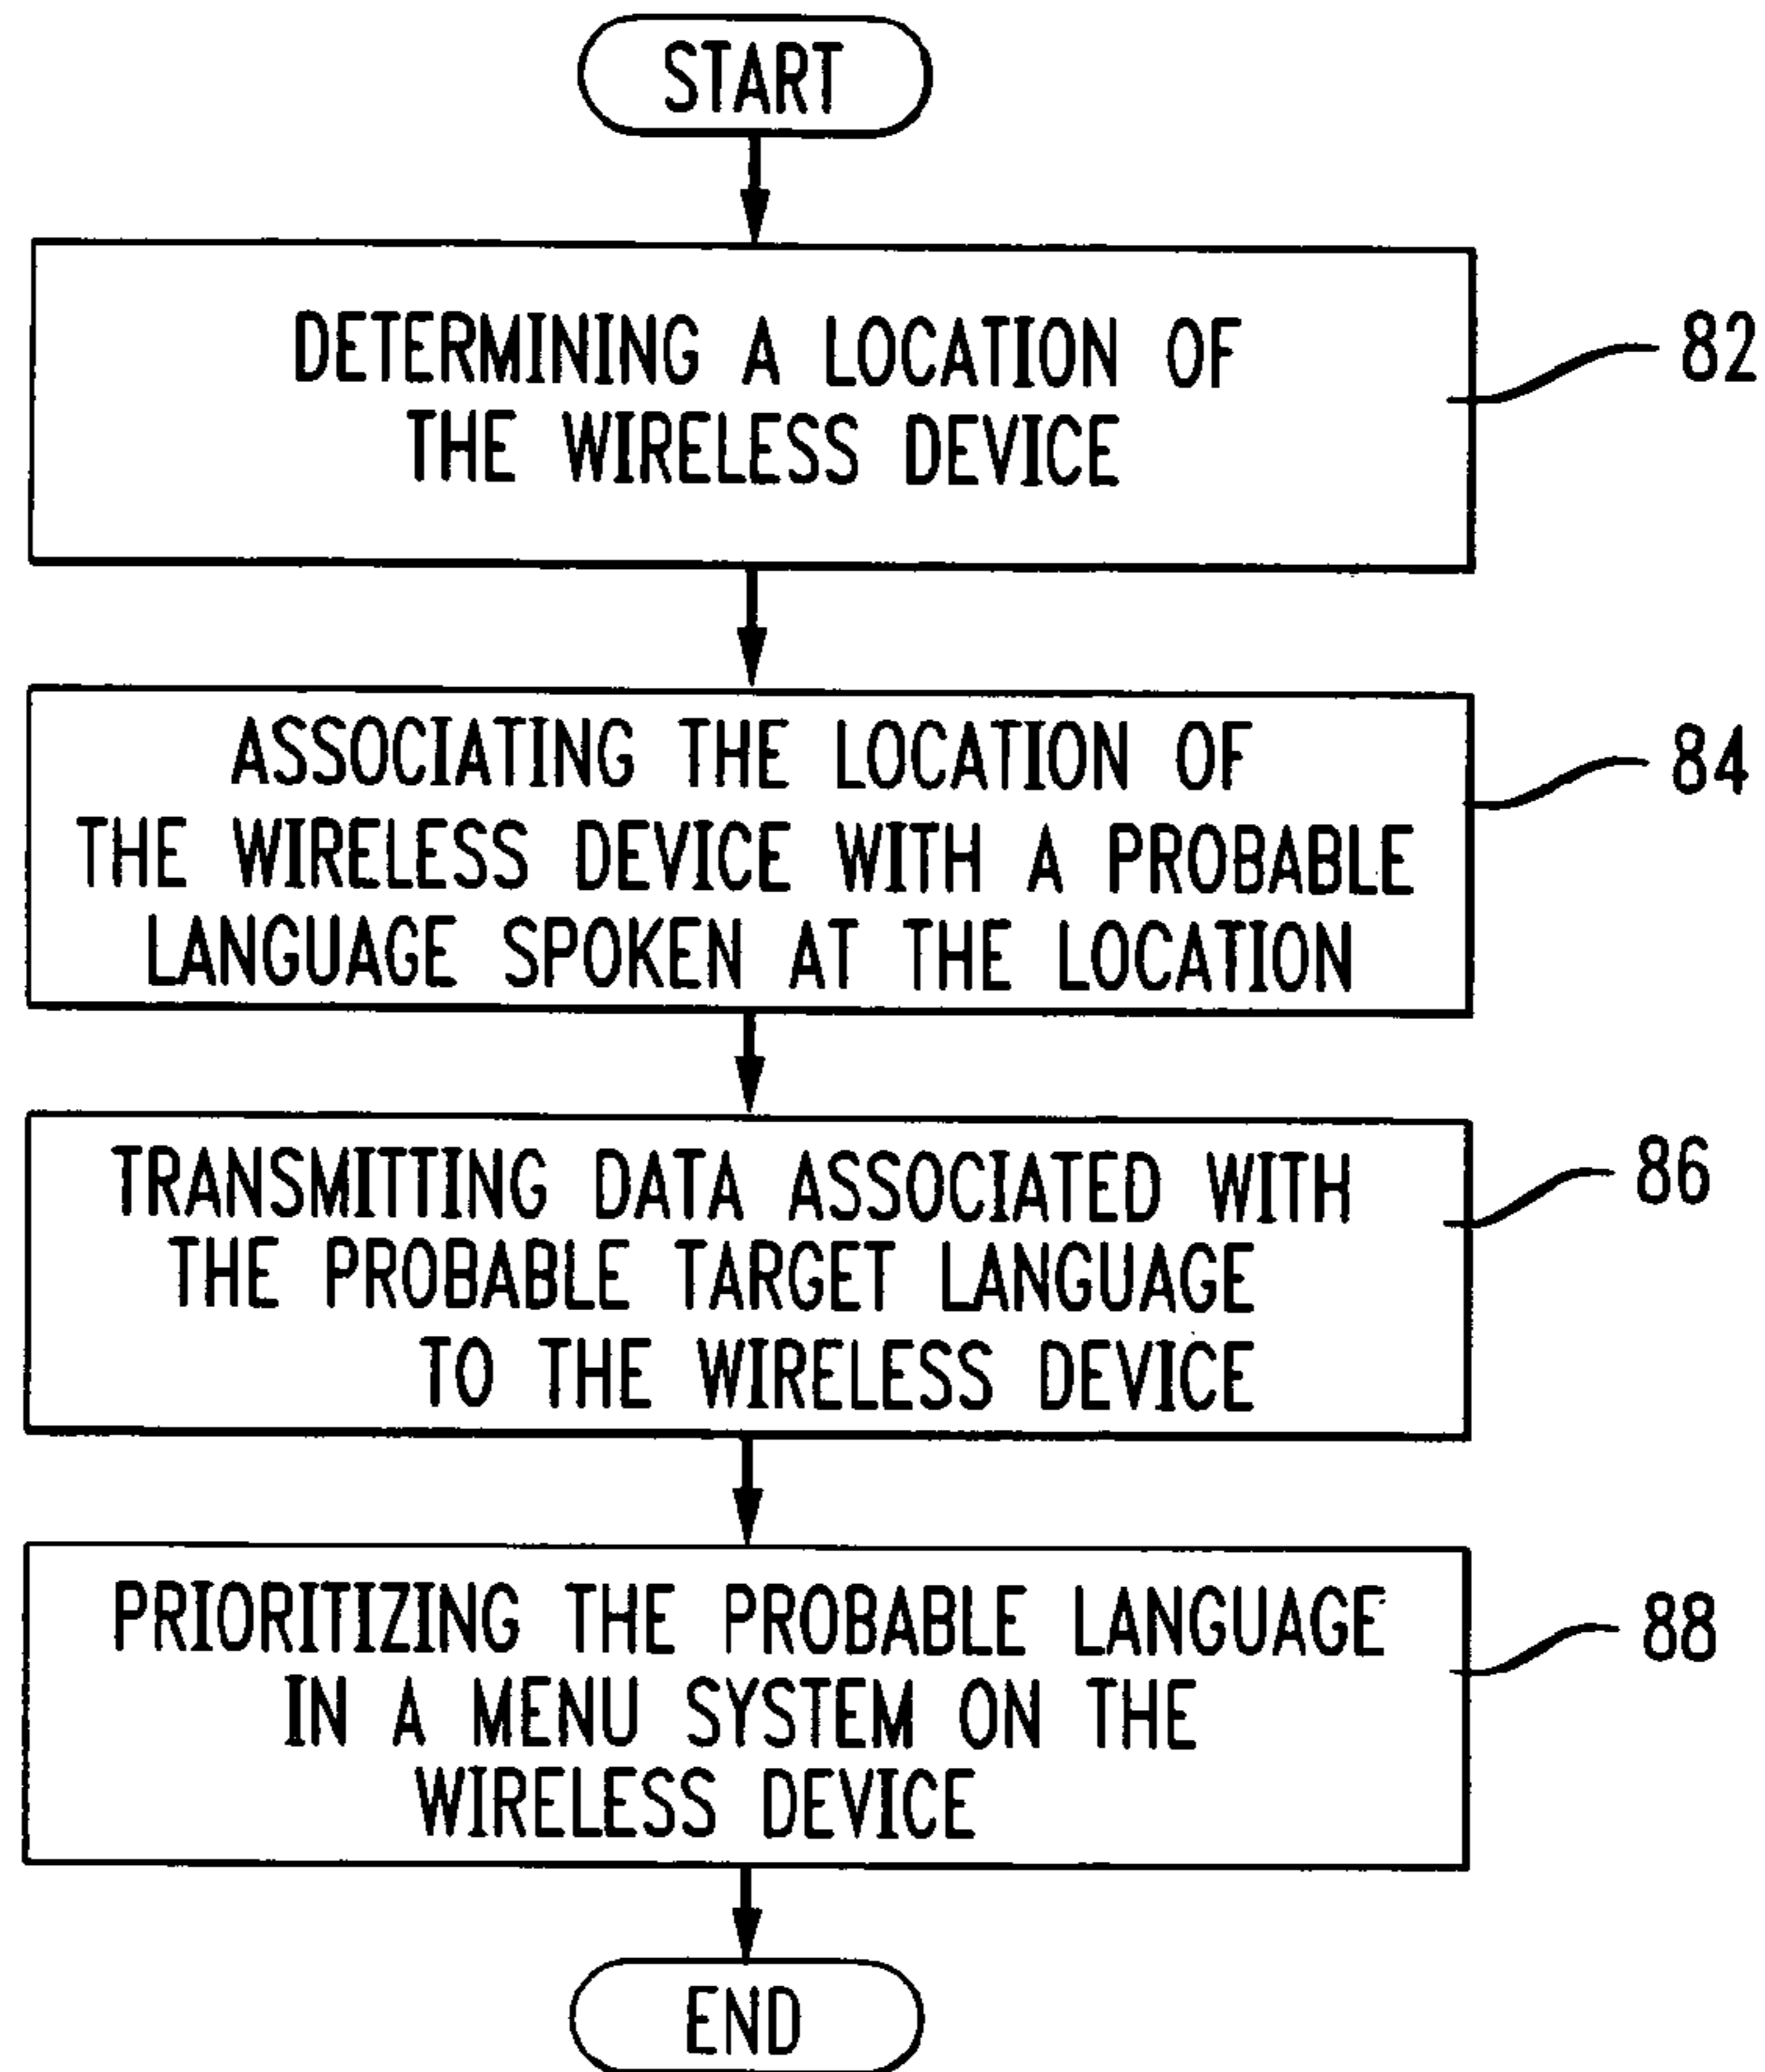 START
DETERMINING A LOCATION OF
THE WIRELESS DEVICE
82
ASSOCIATING THE LOCATION OF
THE WIRELESS DEVICE WITH A PROBABLE
LANGUAGE SPOKEN AT THE LOCATION
84
TRANSMITTING DATA ASSOCIATED WITH
THE PROBABLE TARGET LANGUAGE
TO THE WIRELESS DEVICE
86
PRIORITIZING THE PROBABLE LANGUAGE
IN A MENU SYSTEM ON THE
WIRELESS DEVICE
88
END